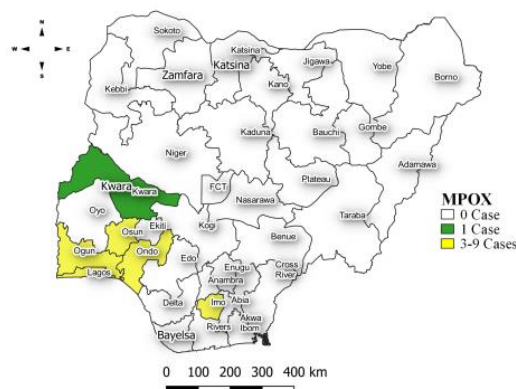 N
W E
S
Sokoto
Katsina
Katsina
Zamfara
Jigawa
Yobe
Borno
Kebbi
Kano
Kaduna
Bauchi
Gombe
Niger
Adamawa
Plateau
FCT
Nasarawa
Kwara
Kwara
Taraba
Oyo
Kogi
Benue
Osun
Ekiti
Ondo
Ogun
Lagos
Edo
Enugu
Anambra
Cross
River
Delta
Imo
Abia
Rivers
Akwa
Ibom
Bayelsa
MPOX
0 Case
1 Case
3-9 Cases
0 100 200 300 400 km